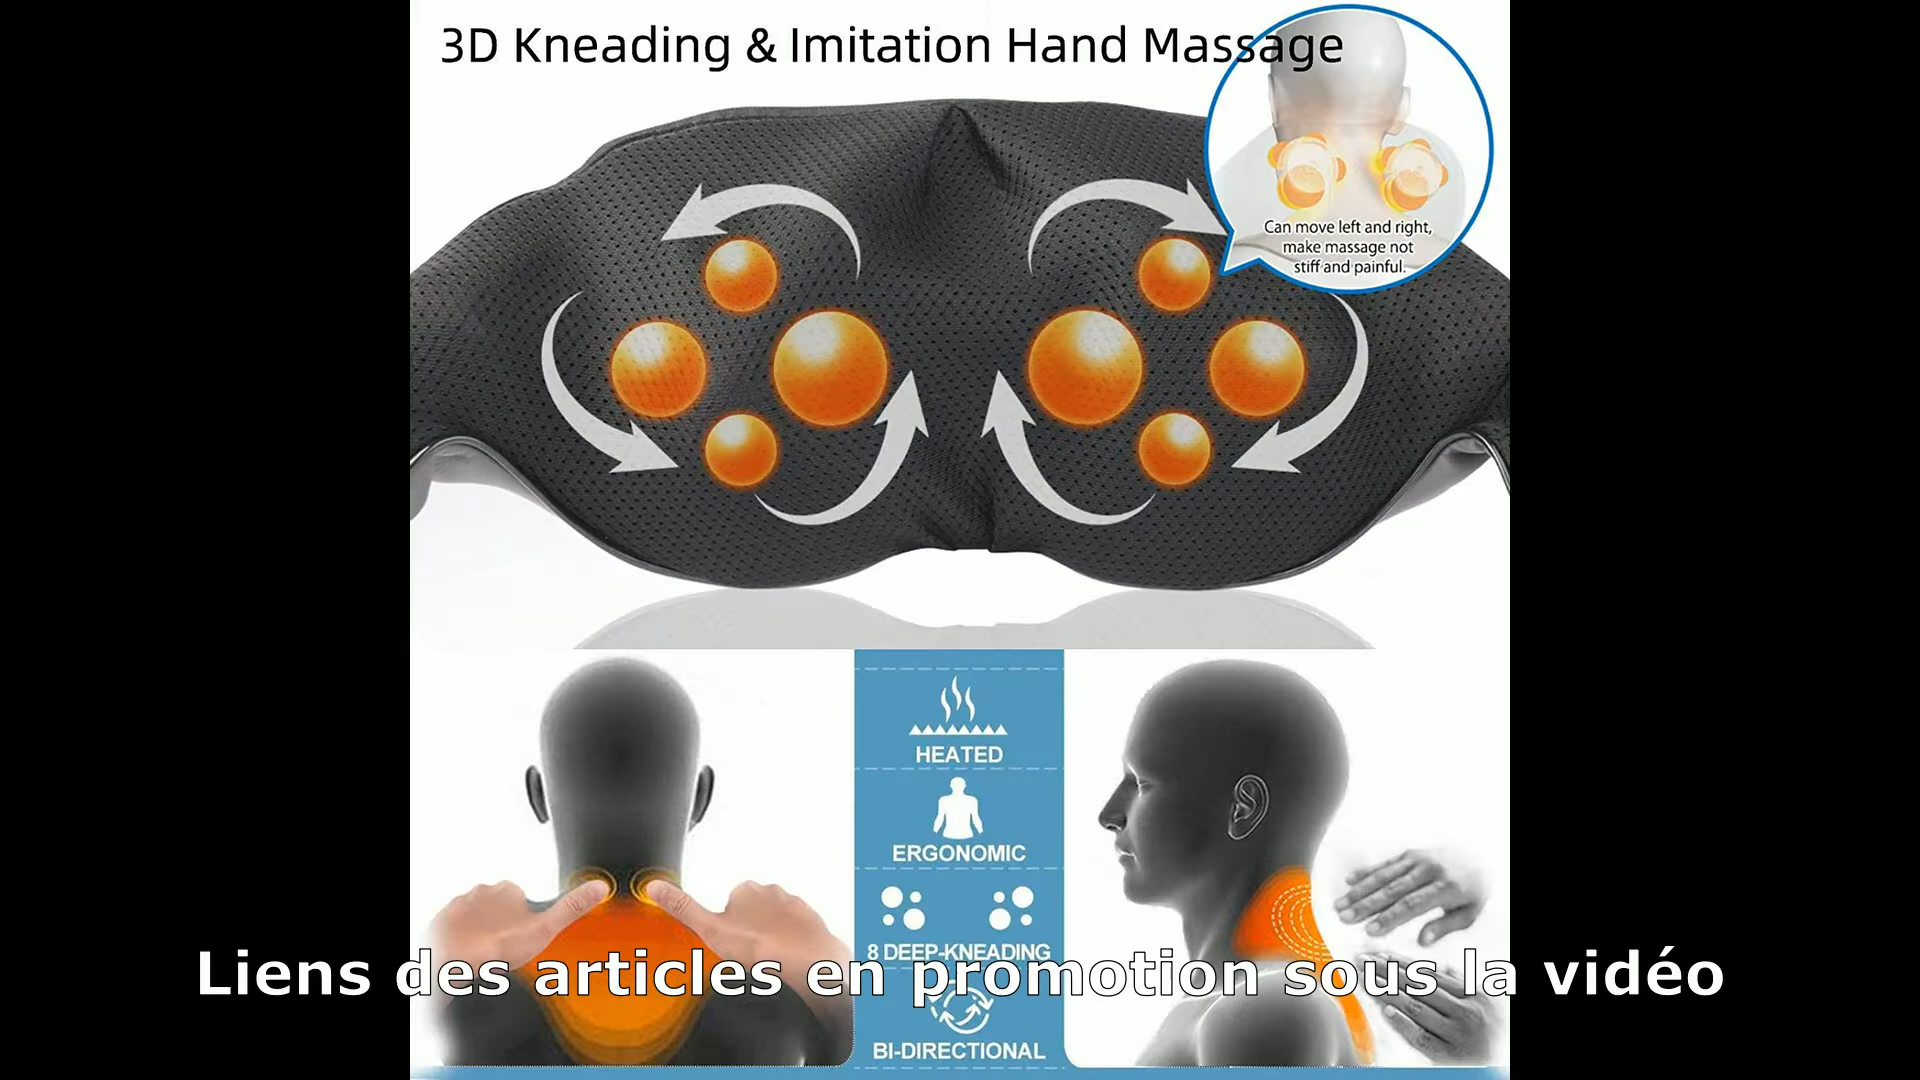 3D Kneading & Imitation Hand Massage
Can move left and right,
make massage not
stiff and painful.
HEATED
ERGONOMIC
8 DEEP-KNEADING
Liens des articles en promotion sous la vidéo
BI-DIRECTIONAL